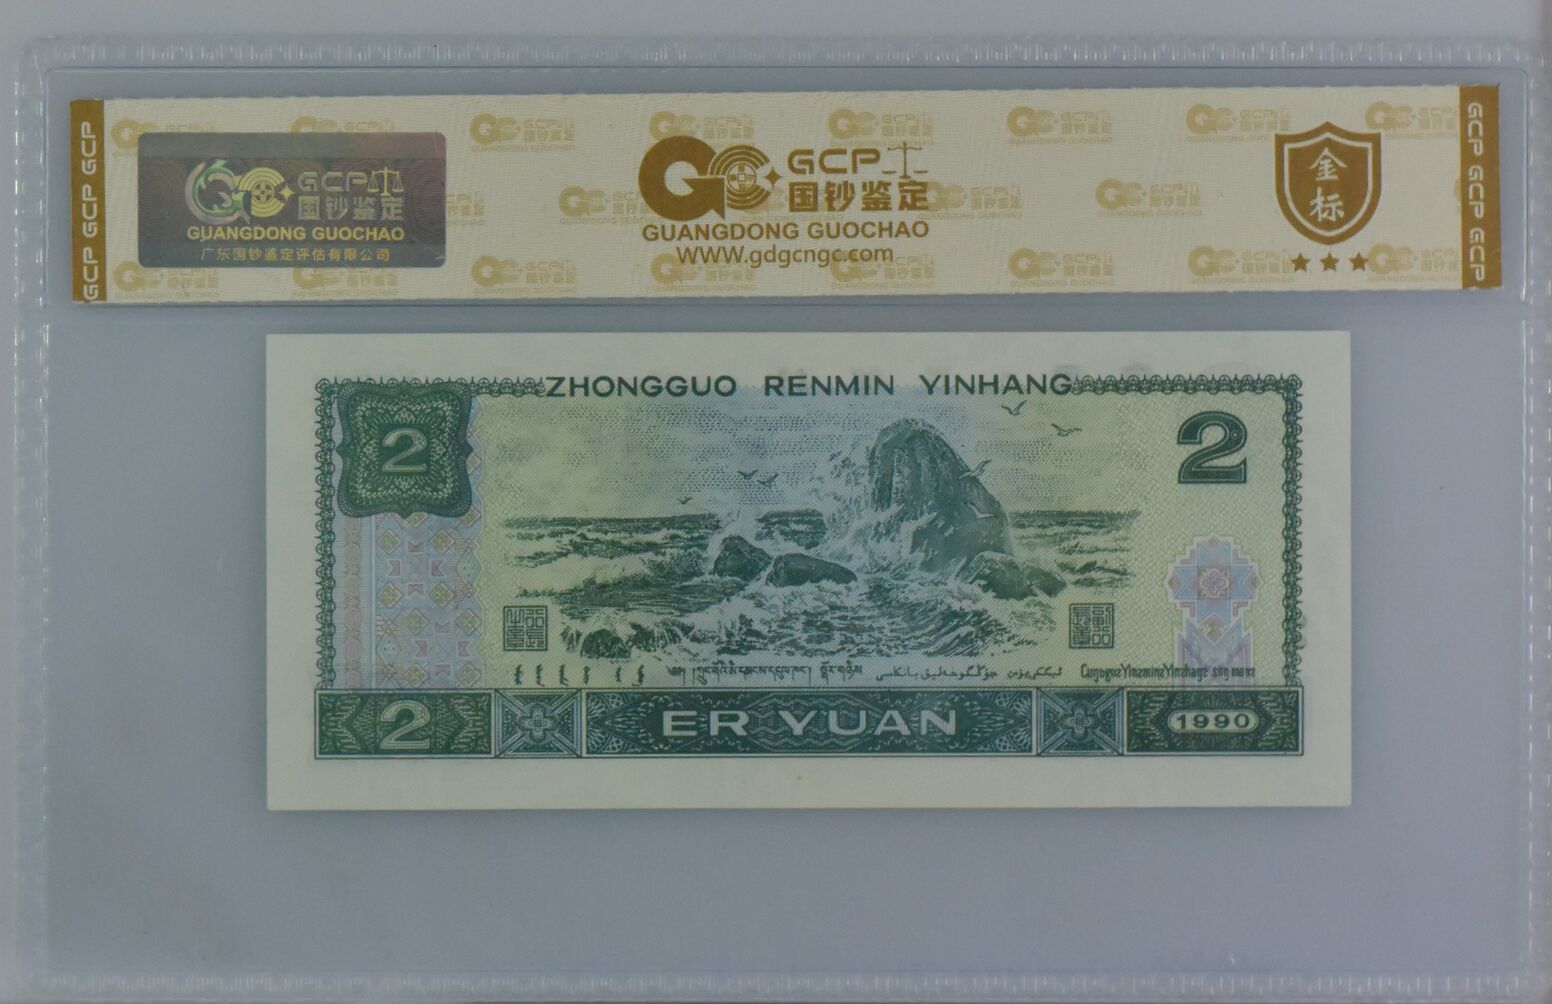 GCP GCP GCP
GCP
国钞鉴定
GUANGDONG GUOCHAO
广东国钞鉴定评估有限公司
GCP
国钞鉴定
GUANGDONG GUOCHAO
WWW.gdgcngc.com
金标
GCP GCP GCP
ZHONGGUO RENMIN YINHANG
2
2
2
ER YUAN
1990